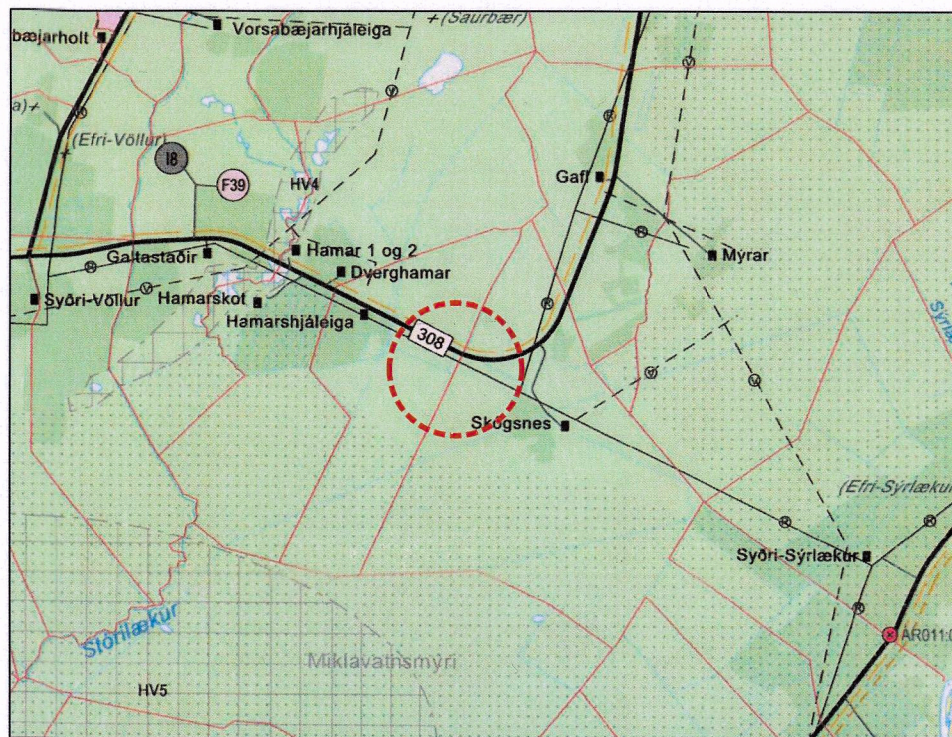 (Saurbær)
bæjarholt
Vorsabæjarhjáleiga
a)
(Efri-Völlur)
I8
F39
HV4
Gafl
Galtastaðir
Hamar 1 og 2
Mýrar
Dverghamar
Syðri-Völlur
Hamarskot
Hamarshjáleiga
308
Skógsnes
(Efri-Sýrlækur
Syðri-Sýrlækur
AR011:
Stórilækur
Miklavatnsmýri
HV5